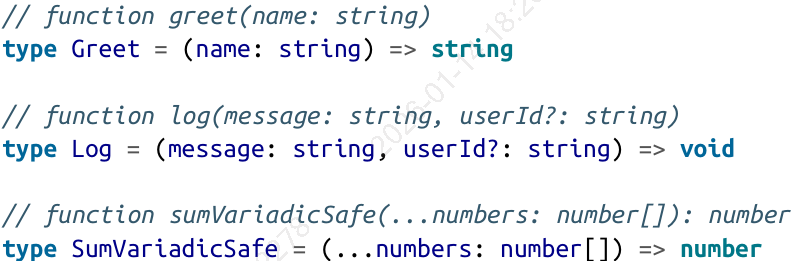 // function greet(name: string)
type Greet = (name: string) => string
// function log(message: string, userId?: string)
type Log = (message: string, userId?: string) => void
// function sumVariadicSafe(...numbers: number[]): number
type SumVariadicSafe = (...numbers: number[]) => number